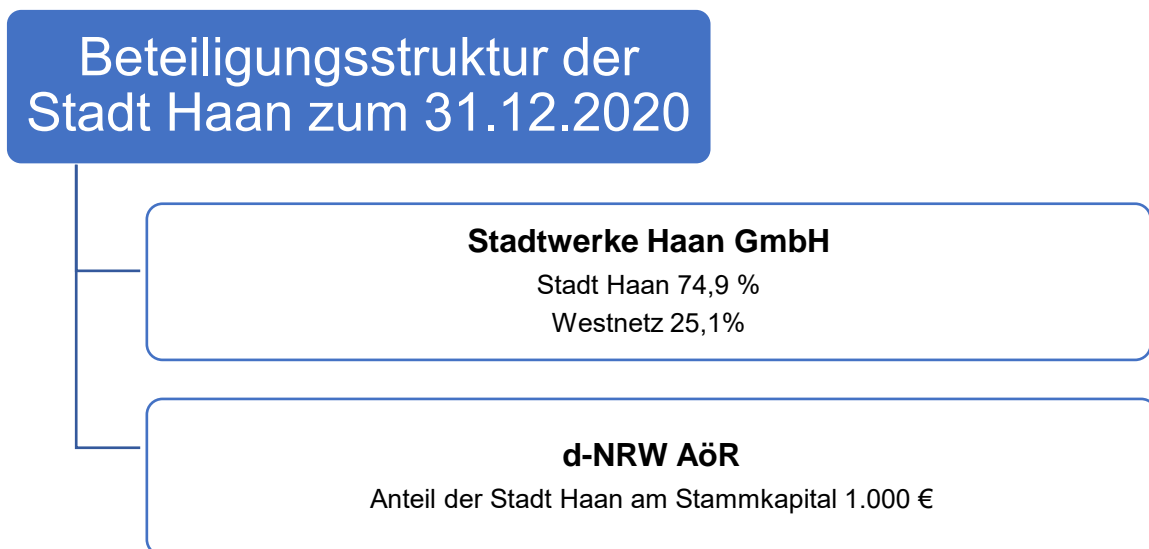 Beteiligungsstruktur der
Stadt Haan zum 31.12.2020
Stadtwerke Haan GmbH
Stadt Haan 74,9 %
Westnetz 25,1%
d-NRW AöR
Anteil der Stadt Haan am Stammkapital 1.000 €